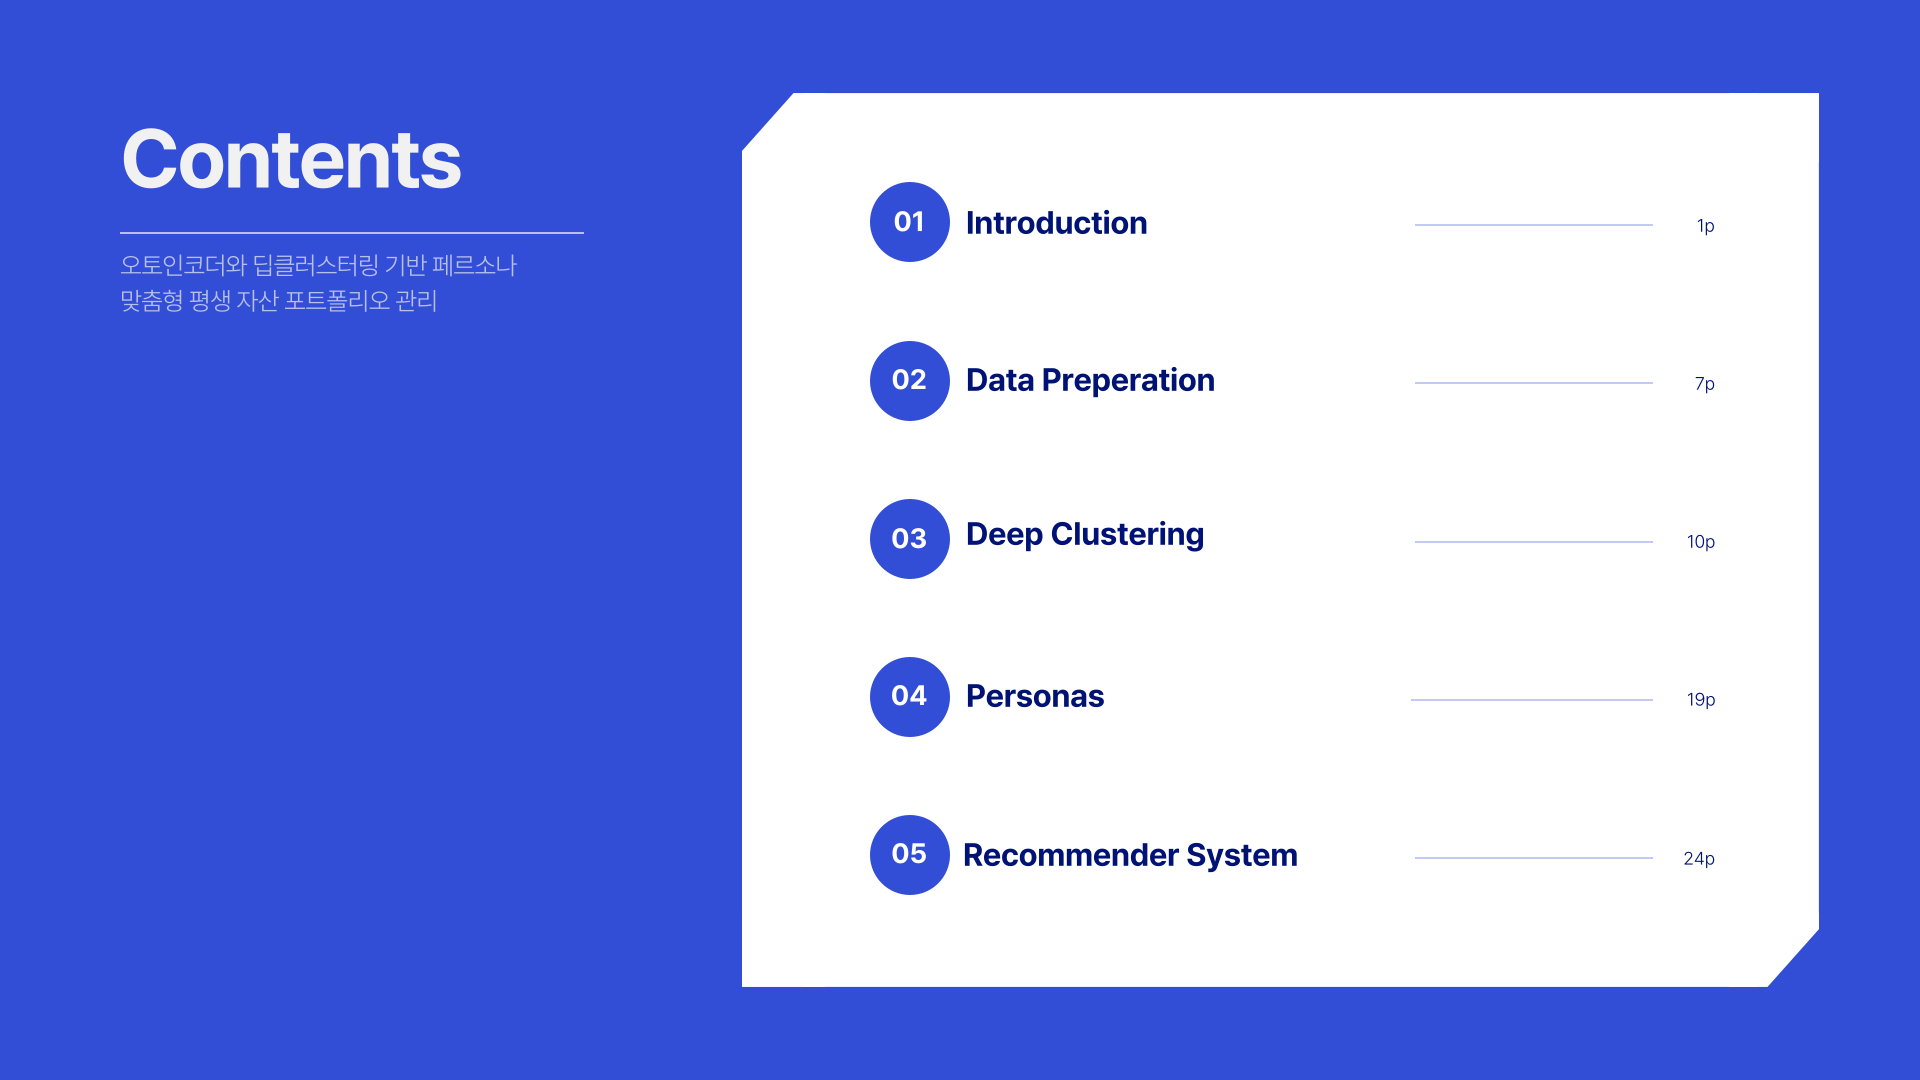 Contents
오토인코더와 딥클러스터링 기반 페르소나
맞춤형 평생 자산 포트폴리오 관리
01 Introduction 1p
02 Data Preperation 7p
03 Deep Clustering 10p
04 Personas 19p
05 Recommender System 24p